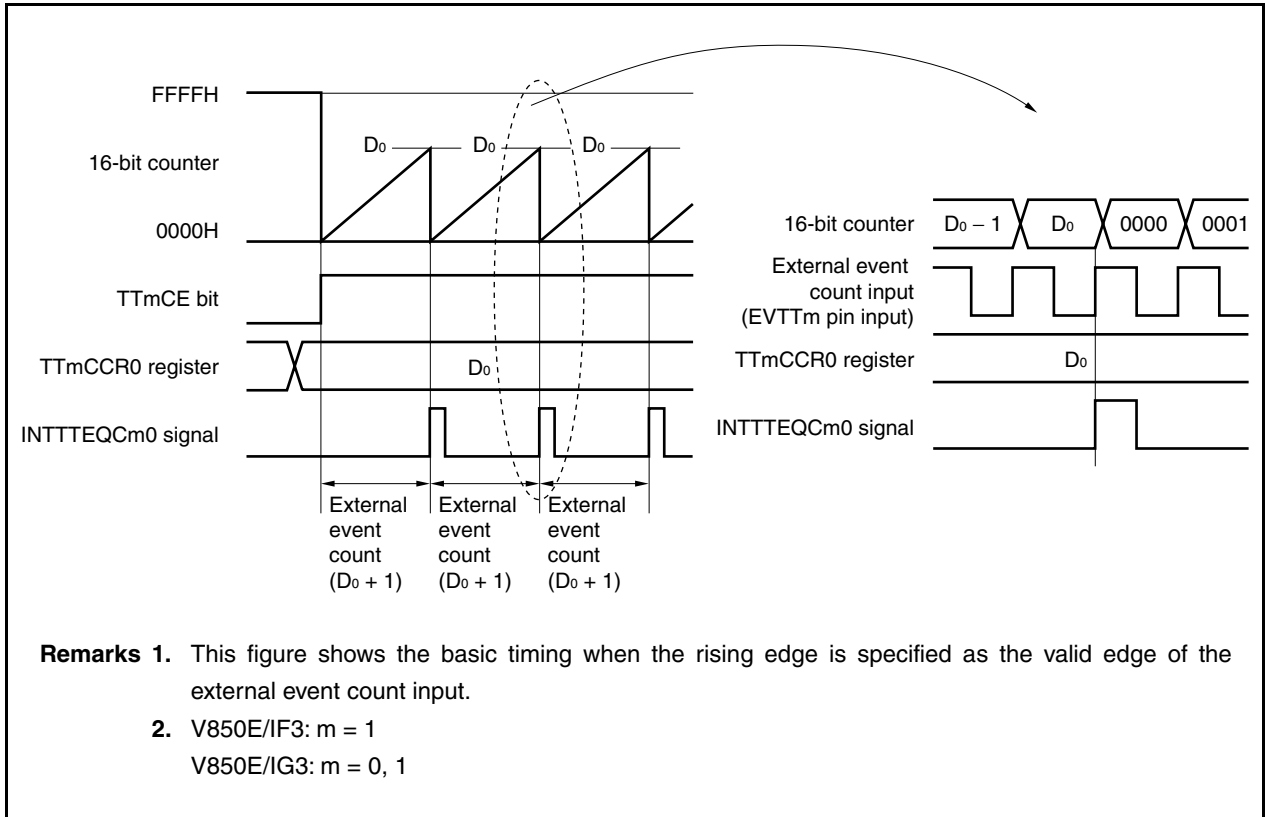 FFFFH
16-bit counter
0000H
TTmCE bit
TTmCCR0 register
INTTTEQCm0 signal
D0
D0
D0
D0
External
event
count
(D0 + 1)
External
event
count
(D0 + 1)
External
event
count
(D0 + 1)
16-bit counter
D0 − 1
D0
0000
0001
External event
count input
(EVTTm pin input)
TTmCCR0 register
D0
INTTTEQCm0 signal
Remarks 1. This figure shows the basic timing when the rising edge is specified as the valid edge of the
external event count input.
2. V850E/IF3: m = 1
V850E/IG3: m = 0, 1